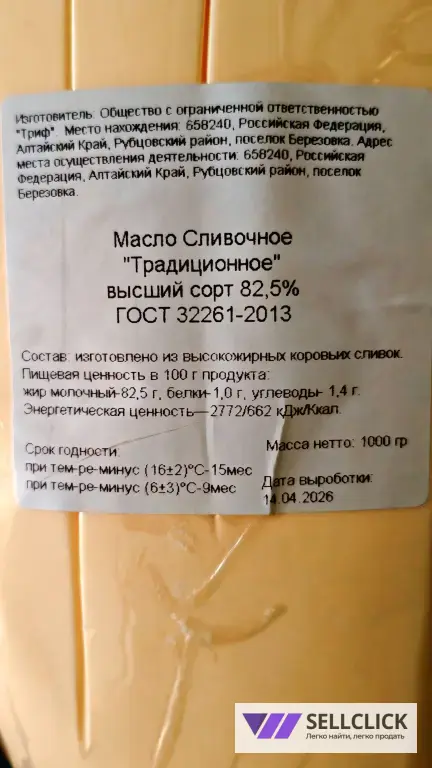 Изготовитель: Общество с ограниченной ответственностью
"Триф". Место нахождения: 658240, Российская Федерация,
Алтайский Край, Рубцовский район, поселок Березовка. Адрес
места осуществления деятельности: 658240, Российская
Федерация, Алтайский Край, Рубцовский район, поселок
Березовка.
Масло Сливочное
"Традиционное"
высший сорт 82,5%
ГОСТ 32261-2013
Состав: изготовлено из высокожирных коровьих сливок.
Пищевая ценность в 100 г продукта:
жир молочный-82,5 г, белки-1,0 г, углеводы- 1,4 г.
Энергетическая ценность—2772/662 кДж/Ккал.
Срок годности:
при тем-ре-минус (16±2)°С-15мес
при тем-ре-минус (6±3)°С-9мес
Масса нетто: 1000 гр
Дата выработки:
14.04.2026
SELLCLICK
Легко найти, легко продать